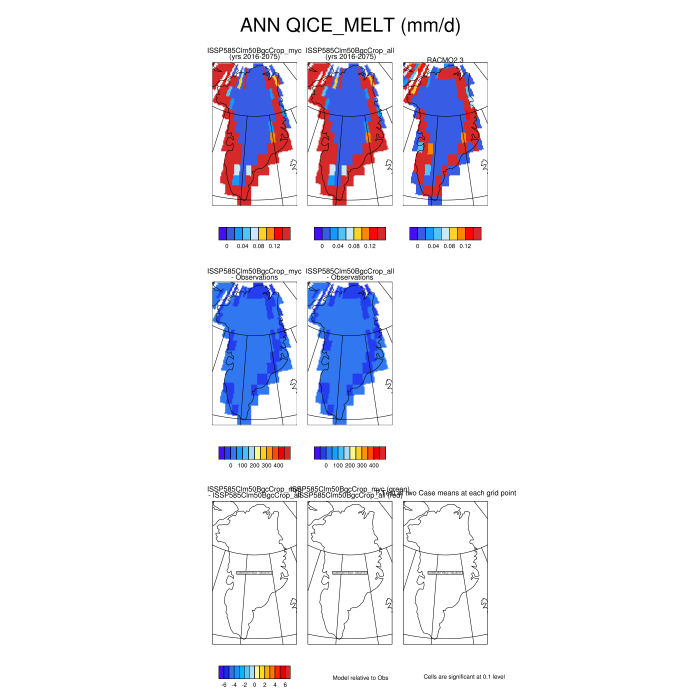 ANN QICE_MELT (mm/d)
ISSP585Clm50BgcCrop_myc
(yrs 2016-2075)
ISSP585Clm50BgcCrop_all
(yrs 2016-2075)
RACMO2.3
0 0.04 0.08 0.12
0 0.04 0.08 0.12
0 0.04 0.08 0.12
ISSP585Clm50BgcCrop_myc
- Observations
ISSP585Clm50BgcCrop_all
- Observations
0 100 200 300 400
0 100 200 300 400
ISSP585Clm50BgcCrop_myc
- ISSP585Clm50BgcCrop_all
ISSP585Clm50BgcCrop_myc (green)
ISSP585Clm50BgcCrop_all (red)
two Case means at each grid point
-6 -4 -2 0 2 4 6
Model relative to Obs
Cells are significant at 0.1 level